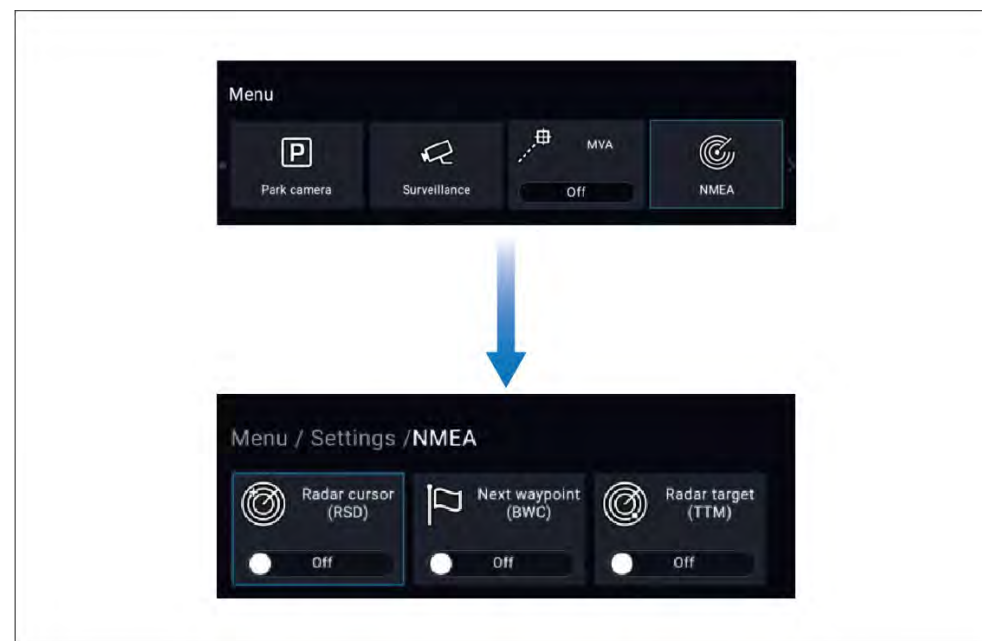 Menu
P
Park camera
Surveillance
MVA
Off
NMEA
Menu / Settings /NMEA
Radar cursor
(RSD)
Off
Next waypoint
(BWC)
Off
Radar target
(TTM)
Off